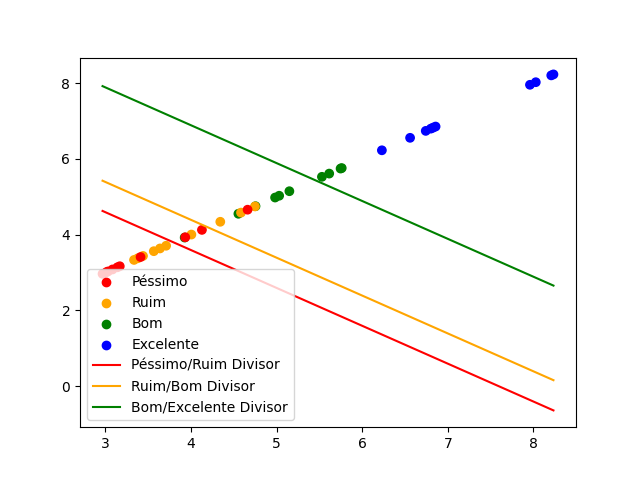 8
6
4
2
0
Péssimo
Ruim
Bom
Excelente
Péssimo/Ruim Divisor
Ruim/Bom Divisor
Bom/Excelente Divisor
3 4 5 6 7 8